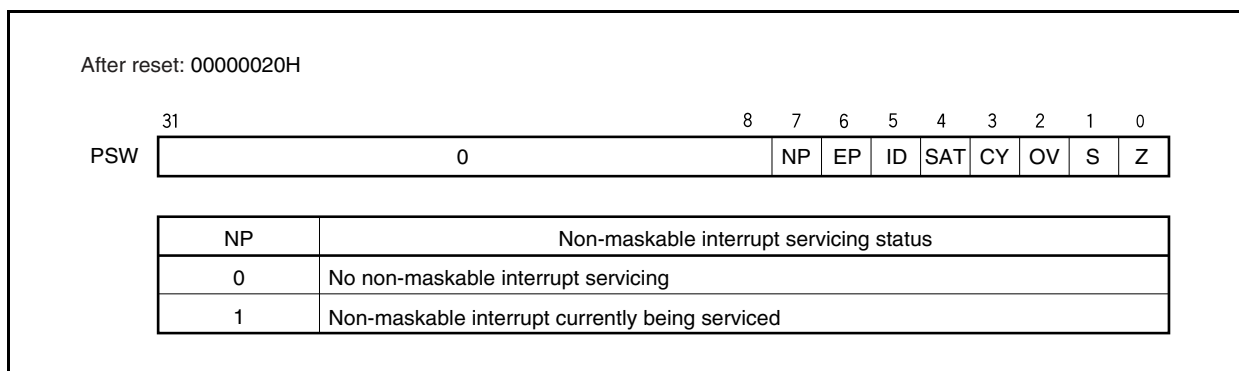 After reset: 00000020H
31 8 7 6 5 4 3 2 1 0
PSW 0 NP EP ID SAT CY OV S Z
NP Non-maskable interrupt servicing status
0 No non-maskable interrupt servicing
1 Non-maskable interrupt currently being serviced